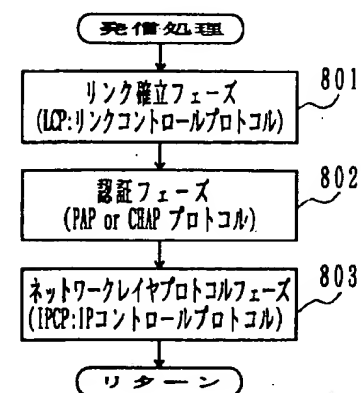 発信処理
リンク確立フェーズ
(LCP:リンクコントロールプロトコル)
801
認証フェーズ
(PAP or CHAP プロトコル)
802
ネットワークレイヤプロトコルフェーズ
(IPCP:IPコントロールプロトコル)
803
リターン